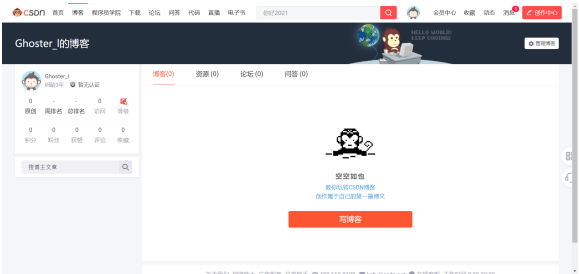 CSDN 首页 博客 程序员学院 下载 论坛 问答 代码 直播 电子书 你好2021 会员中心 收藏 动态 消息 创作中心
HELLO WORLD!
KEEP CODING!
Ghoster_l的博客
管理博客
Ghoster_l
暂无认证
博客(0) 资源 (0) 论坛 (0) 问答 (0)
0 - - 0
原创 周排名 总排名 访问 等级
0 0 0 0 0
积分 粉丝 获赞 评论 收藏
搜博主文章
空空如也
教你玩转CSDN博客
创作属于自己的第一篇博文
写博客